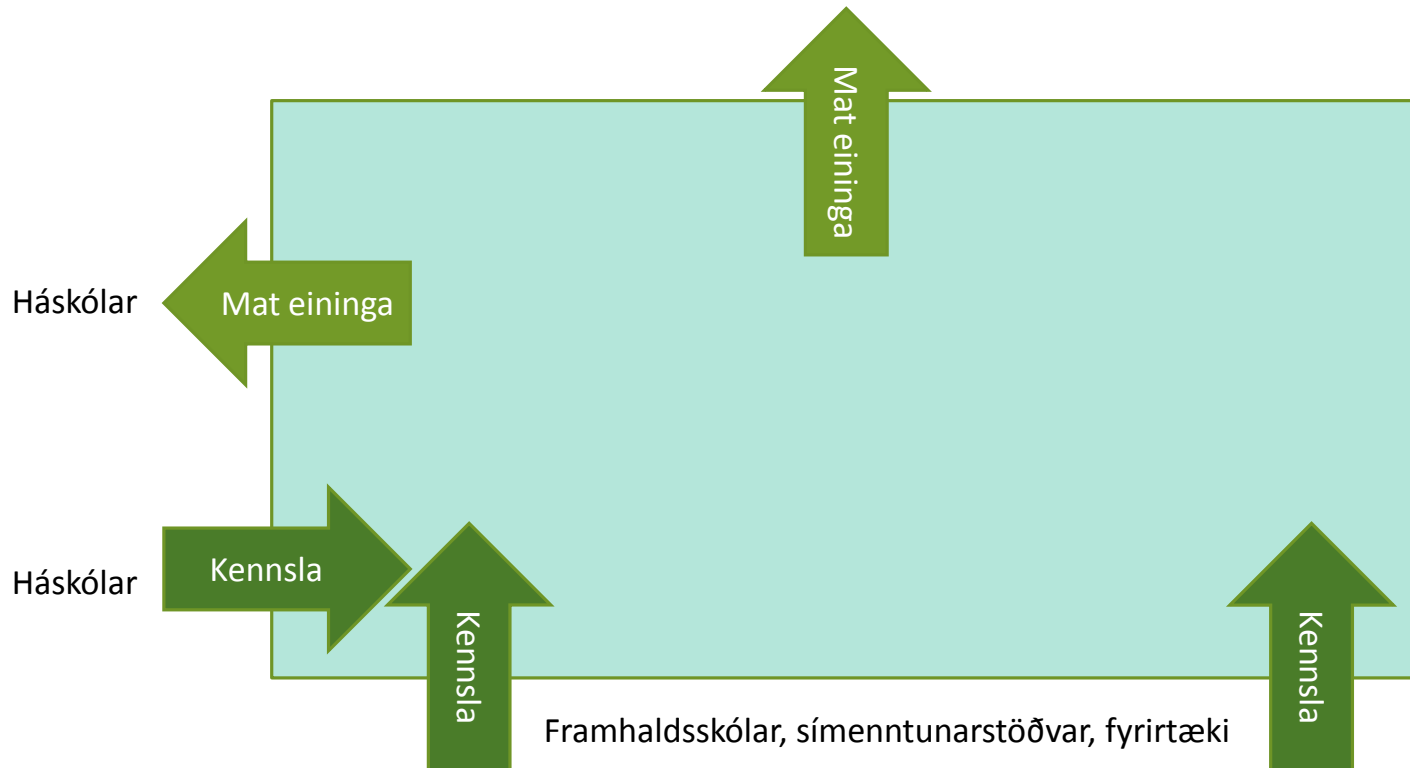 Mat eininga
Háskólar
Mat eininga
Háskólar
Kennsla
Kennsla
Kennsla
Framhaldsskólar, símenntunarstöðvar, fyrirtæki